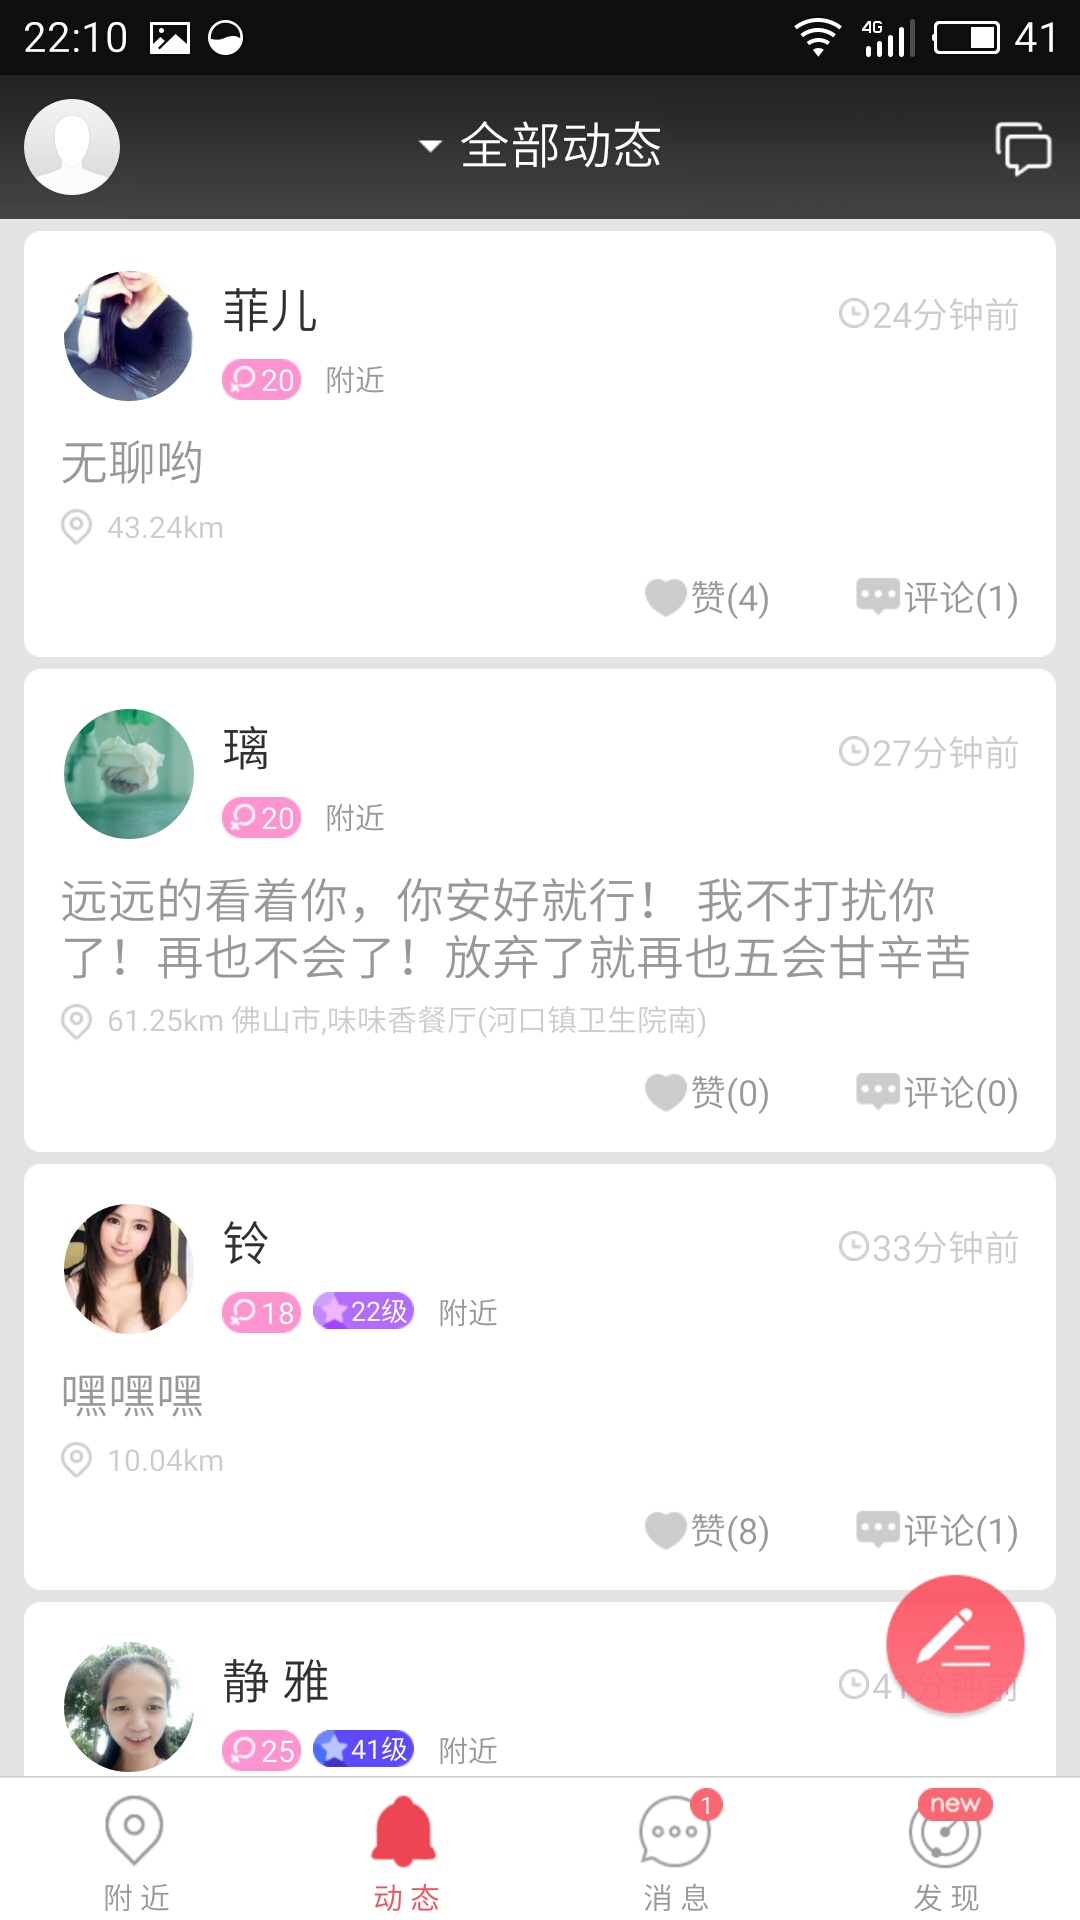 22:10
4G
41
全部动态
菲儿
24分钟前
20 附近
无聊哟
43.24km
赞(4) 评论(1)
璃
27分钟前
20 附近
远远的看着你，你安好就行！ 我不打扰你
了！再也不会了！放弃了就再也五会甘辛苦
61.25km 佛山市,味味香餐厅(河口镇卫生院南)
赞(0) 评论(0)
铃
33分钟前
18 22级 附近
嘿嘿嘿
10.04km
赞(8) 评论(1)
静 雅
41分钟前
25 41级 附近
1
new
附近 动态 消息 发现